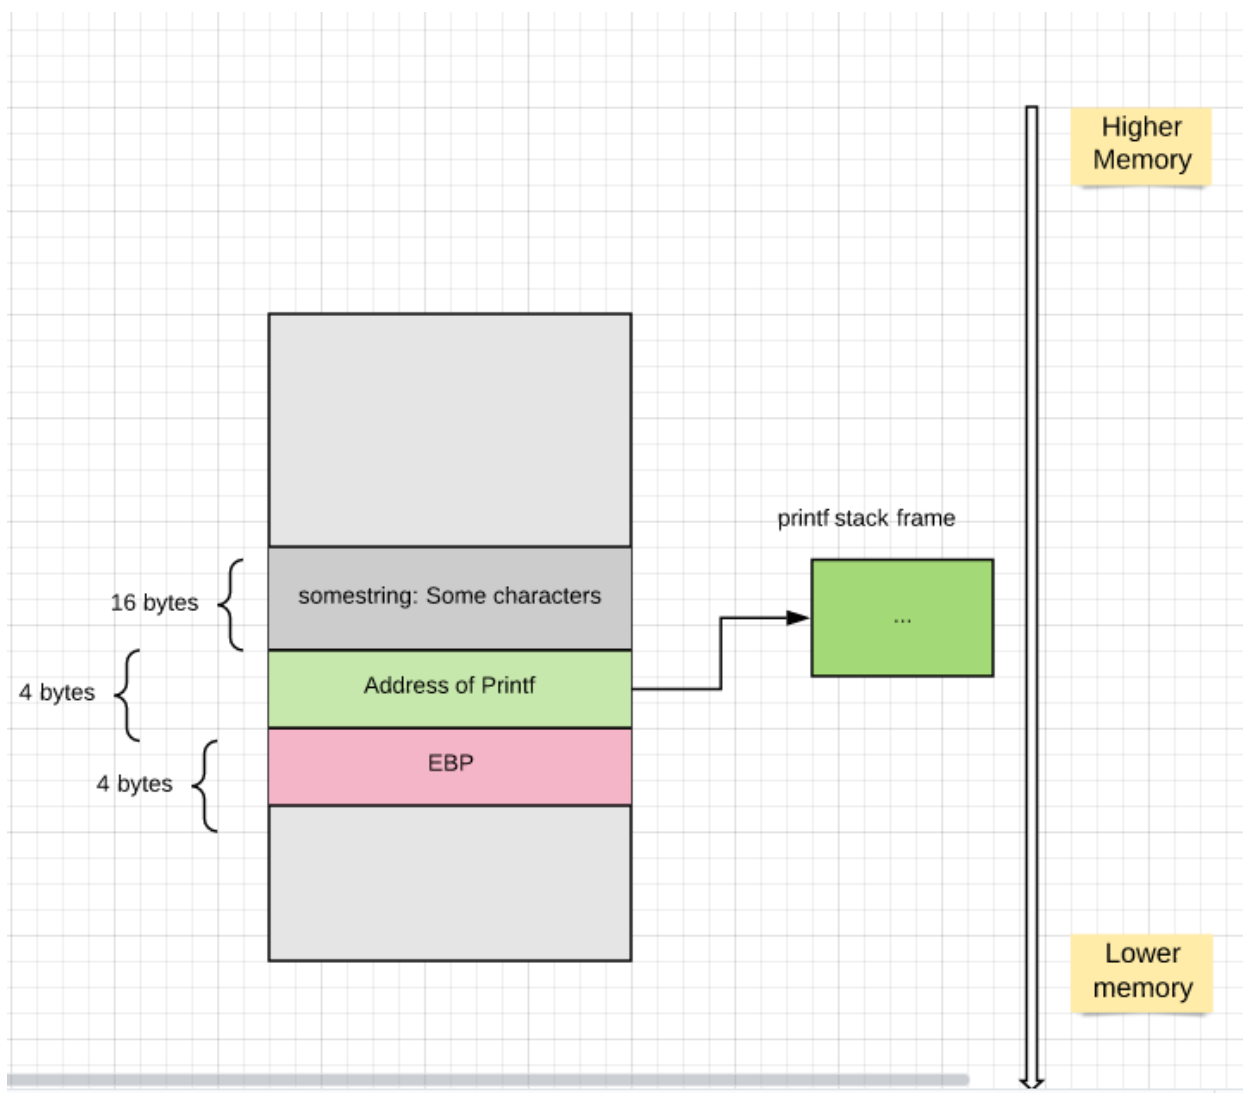 Higher
Memory
printf stack frame
16 bytes
somestring: Some characters
...
4 bytes
Address of Printf
4 bytes
EBP
Lower
memory